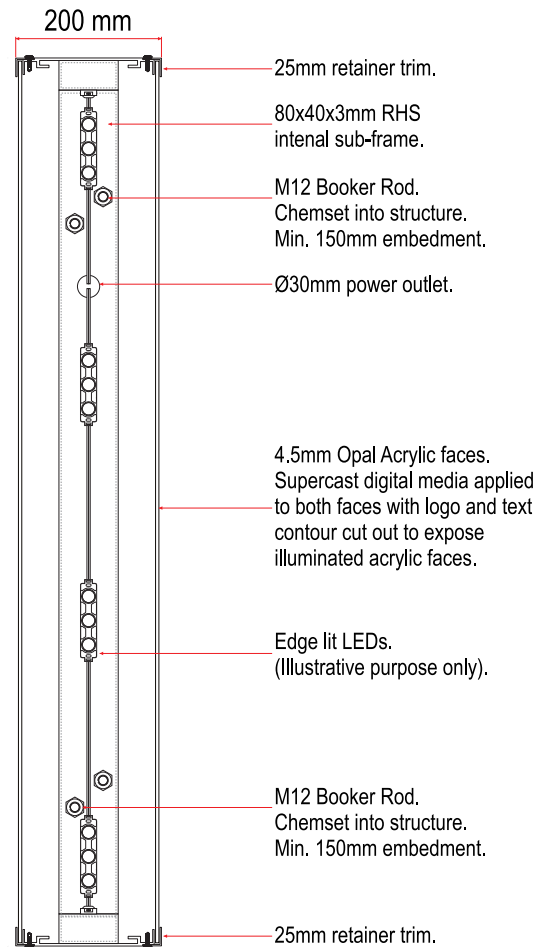 200 mm
25mm retainer trim.
80x40x3mm RHS
intenal sub-frame.
M12 Booker Rod.
Chemset into structure.
Min. 150mm embedment.
Ø30mm power outlet.
4.5mm Opal Acrylic faces.
Supercast digital media applied
to both faces with logo and text
contour cut out to expose
illuminated acrylic faces.
Edge lit LEDs.
(Illustrative purpose only).
M12 Booker Rod.
Chemset into structure.
Min. 150mm embedment.
25mm retainer trim.